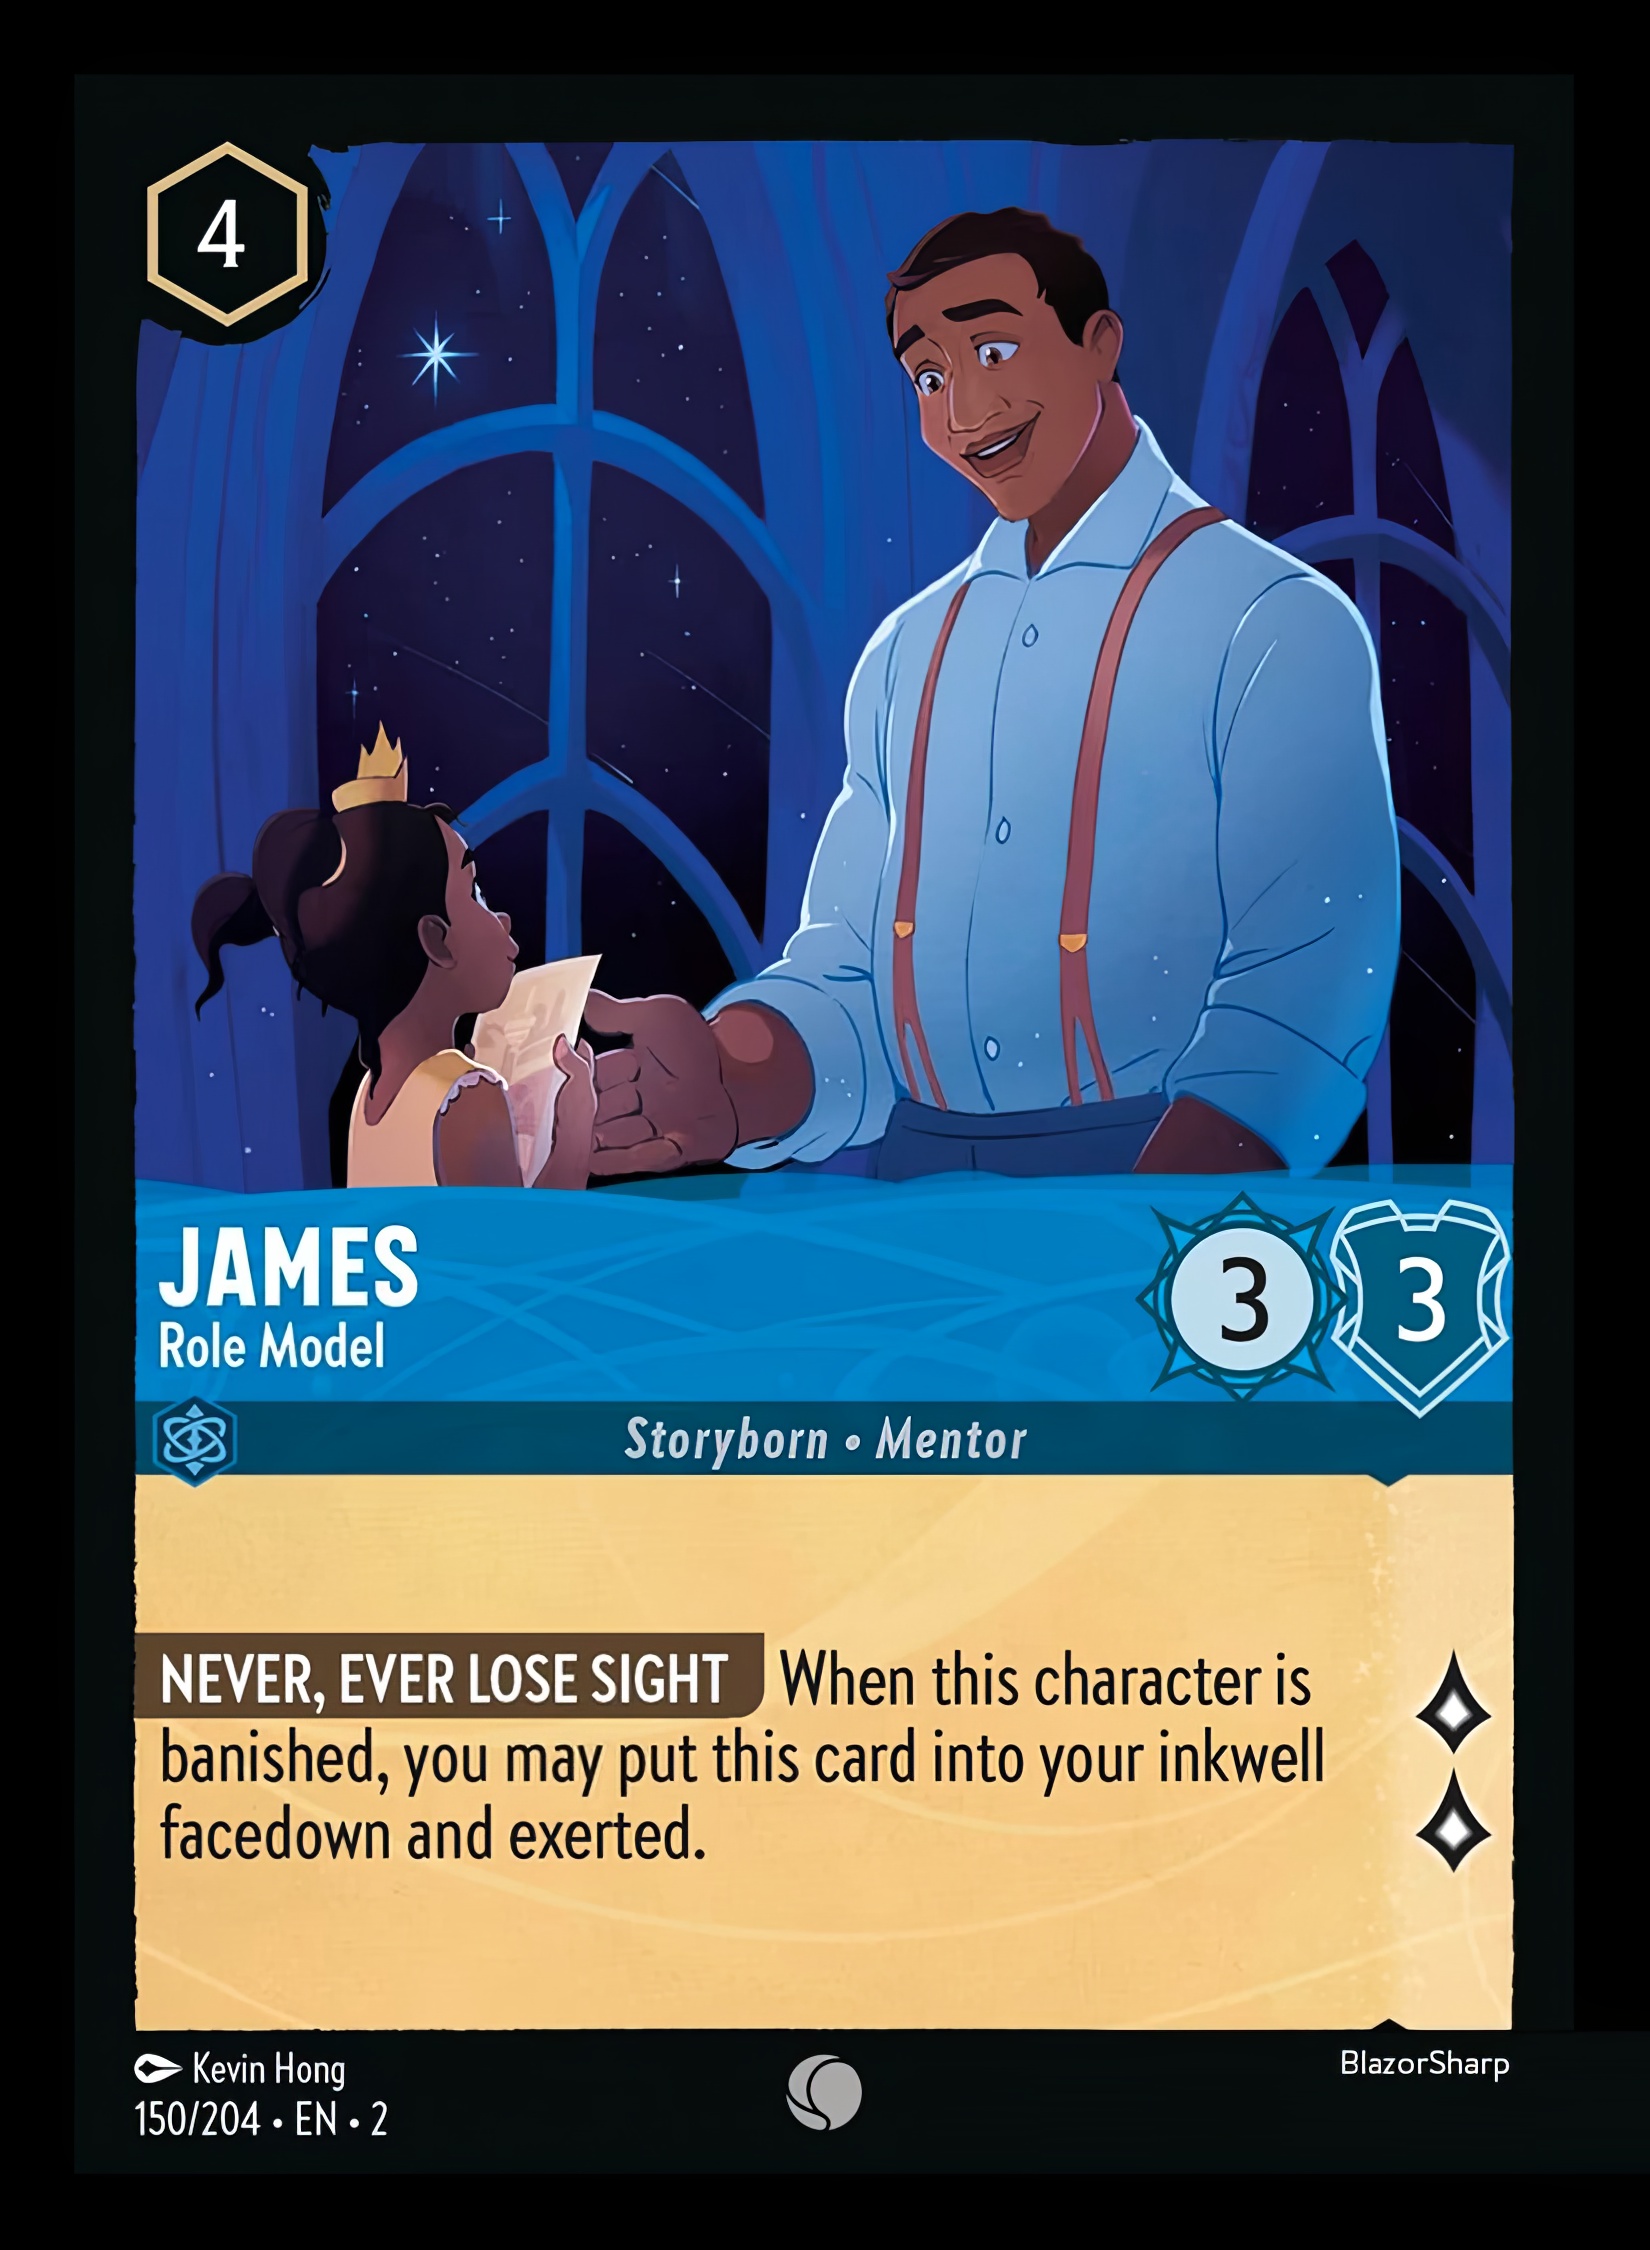 4
JAMES
Role Model
3
3
Storyborn • Mentor
NEVER, EVER LOSE SIGHT When this character is
banished, you may put this card into your inkwell
facedown and exerted.
Kevin Hong
BlazorSharp
150/204 • EN • 2